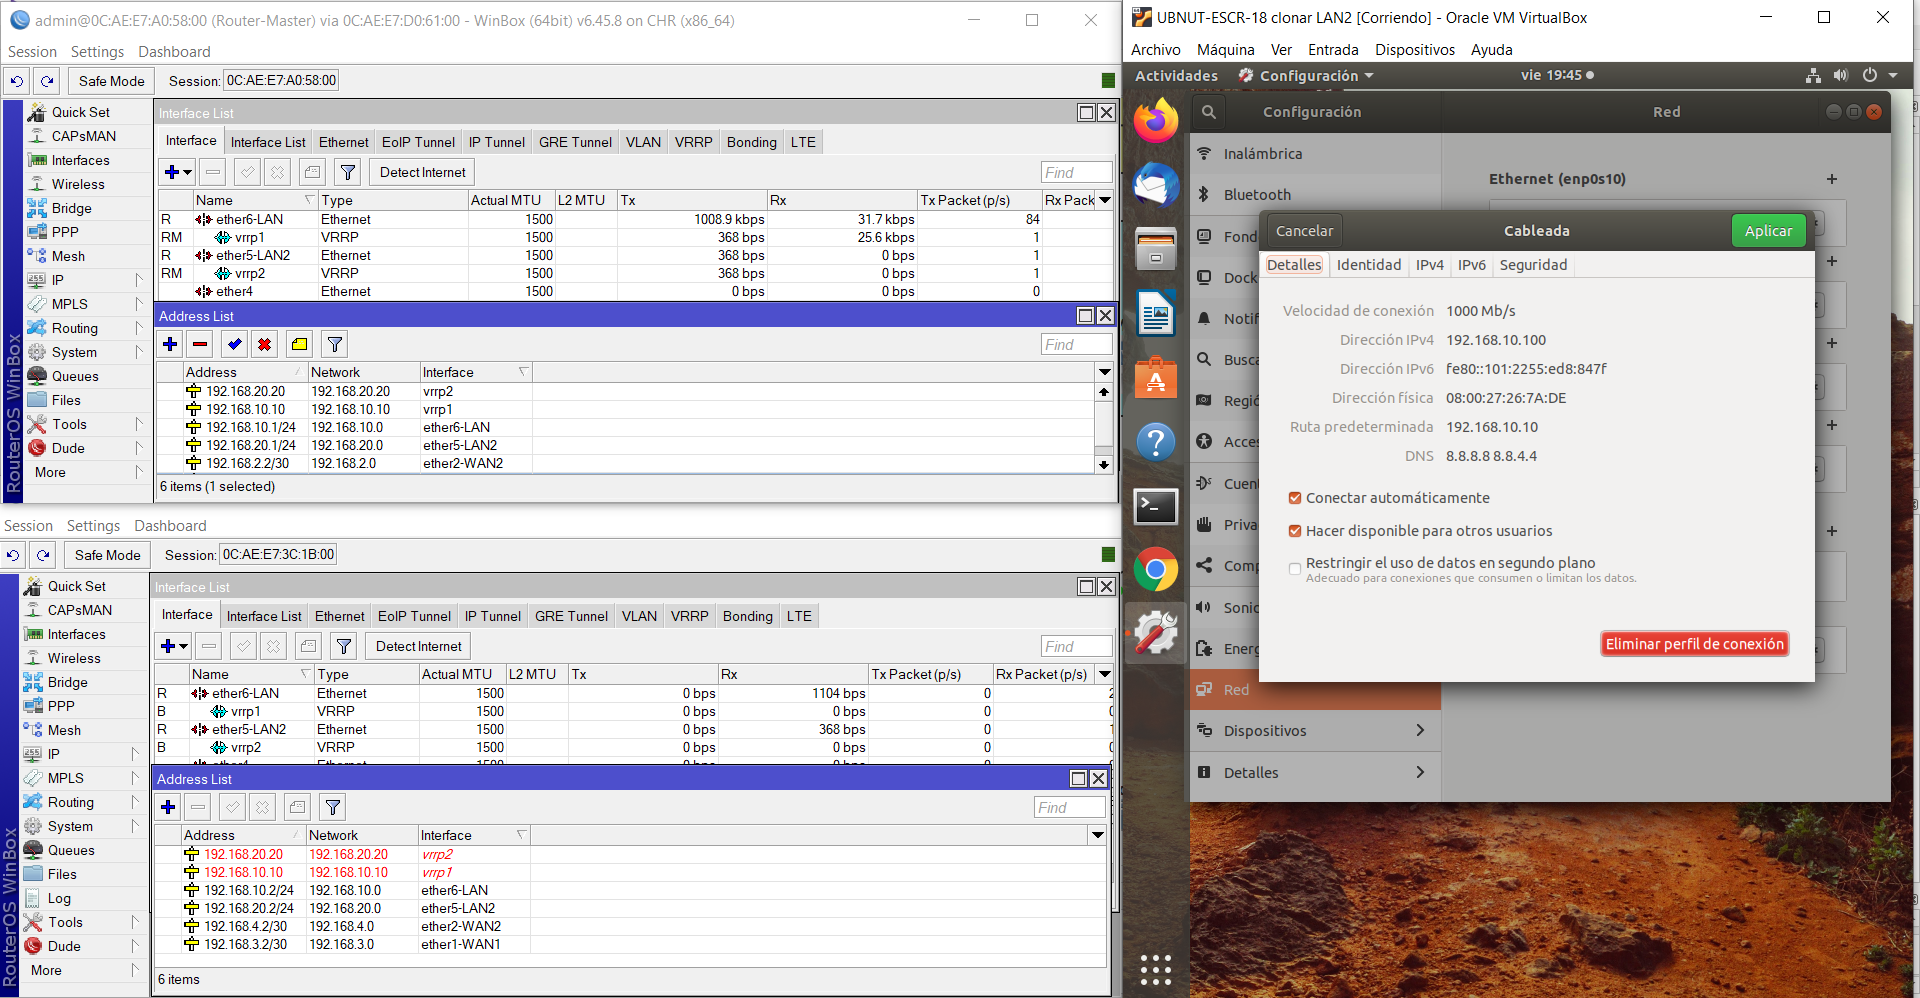 admin@0C:AE:E7:A0:58:00 (Router-Master) via 0C:AE:E7:D0:61:00 - WinBox (64bit) v6.45.8 on CHR (x86_64)
Session Settings Dashboard
Safe Mode Session: 0C:AE:E7:A0:58:00
RouterOS WinBox
Quick Set
CAPsMAN
Interfaces
Wireless
Bridge
PPP
Mesh
IP
MPLS
Routing
System
Queues
Files
Tools
Dude
More
Interface List
Interface Interface List Ethernet EoIP Tunnel IP Tunnel GRE Tunnel VLAN VRRP Bonding LTE
Detect Internet Find
Name Type Actual MTU L2 MTU Tx Rx Tx Packet (p/s) Rx Pack
R ether6-LAN Ethernet 1500 1008.9 kbps 31.7 kbps 84
RM vrrp1 VRRP 1500 368 bps 25.6 kbps 1
R ether5-LAN2 Ethernet 1500 368 bps 0 bps 1
RM vrrp2 VRRP 1500 368 bps 0 bps 1
ether4 Ethernet 1500 0 bps 0 bps 0
Address List
Find
Address Network Interface
192.168.20.20 192.168.20.20 vrrp2
192.168.10.10 192.168.10.10 vrrp1
192.168.10.1/24 192.168.10.0 ether6-LAN
192.168.20.1/24 192.168.20.0 ether5-LAN2
192.168.2.2/30 192.168.2.0 ether2-WAN2
6 items (1 selected)
Session Settings Dashboard
Safe Mode Session: 0C:AE:E7:3C:1B:00
RouterOS WinBox
Quick Set
CAPsMAN
Interfaces
Wireless
Bridge
PPP
Mesh
IP
MPLS
Routing
System
Queues
Files
Log
Tools
Dude
More
Interface List
Interface Interface List Ethernet EoIP Tunnel IP Tunnel GRE Tunnel VLAN VRRP Bonding LTE
Detect Internet Find
Name Type Actual MTU L2 MTU Tx Rx Tx Packet (p/s) Rx Packet (p/s)
R ether6-LAN Ethernet 1500 0 bps 1104 bps 0 2
B vrrp1 VRRP 1500 0 bps 0 bps 0
R ether5-LAN2 Ethernet 1500 0 bps 368 bps 0
B vrrp2 VRRP 1500 0 bps 0 bps 0
Address List
Find
Address Network Interface
192.168.20.20 192.168.20.20 vrrp2
192.168.10.10 192.168.10.10 vrrp1
192.168.10.2/24 192.168.10.0 ether6-LAN
192.168.20.2/24 192.168.20.0 ether5-LAN2
192.168.4.2/30 192.168.4.0 ether2-WAN2
192.168.3.2/30 192.168.3.0 ether1-WAN1
6 items
UBNUT-ESCR-18 clonar LAN2 [Corriendo] - Oracle VM VirtualBox
Archivo Máquina Ver Entrada Dispositivos Ayuda
Actividades Configuración vie 19:45
Configuración Red
Inalámbrica
Bluetooth
Fond
Dock
Notif
Busca
Regió
Acces
Cuen
Priva
Comp
Sonid
Energ
Red
Dispositivos
Detalles
Ethernet (enp0s10)
Cancelar Cableada Aplicar
Detalles Identidad IPv4 IPv6 Seguridad
Velocidad de conexión 1000 Mb/s
Dirección IPv4 192.168.10.100
Dirección IPv6 fe80::101:2255:ed8:847f
Dirección física 08:00:27:26:7A:DE
Ruta predeterminada 192.168.10.10
DNS 8.8.8.8 8.8.4.4
Conectar automáticamente
Hacer disponible para otros usuarios
Restringir el uso de datos en segundo plano
Adecuado para conexiones que consumen o limitan los datos.
Eliminar perfil de conexión